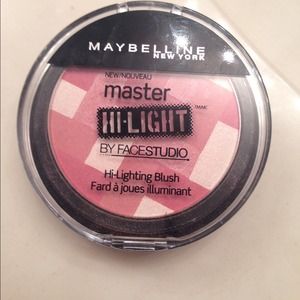 MAYBELLINE
NEW YORK
NEW/NOUVEAU
master
HI•LIGHT
BY FACESTUDIO
Hi-Lighting Blush
Fard à joues illuminant